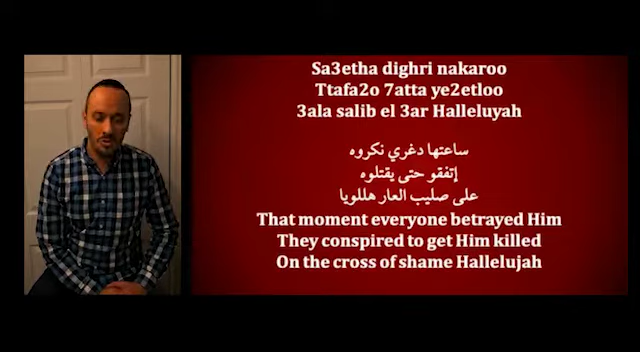 Sa3etha dighri nakaroo
Ttafa2o 7atta ye2etloo
3ala salib el 3ar Halleluyah
ساعتها دغري نكروه
إتفقو حتى يقتلوه
على صليب العار هللويا
That moment everyone betrayed Him
They conspired to get Him killed
On the cross of shame Hallelujah